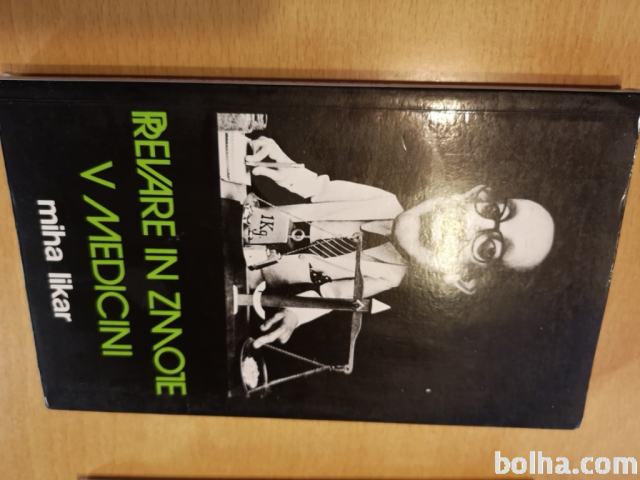 PREVARE IN ZMOTE
V MEDICINI
miha likar
1Kg
bolha.com